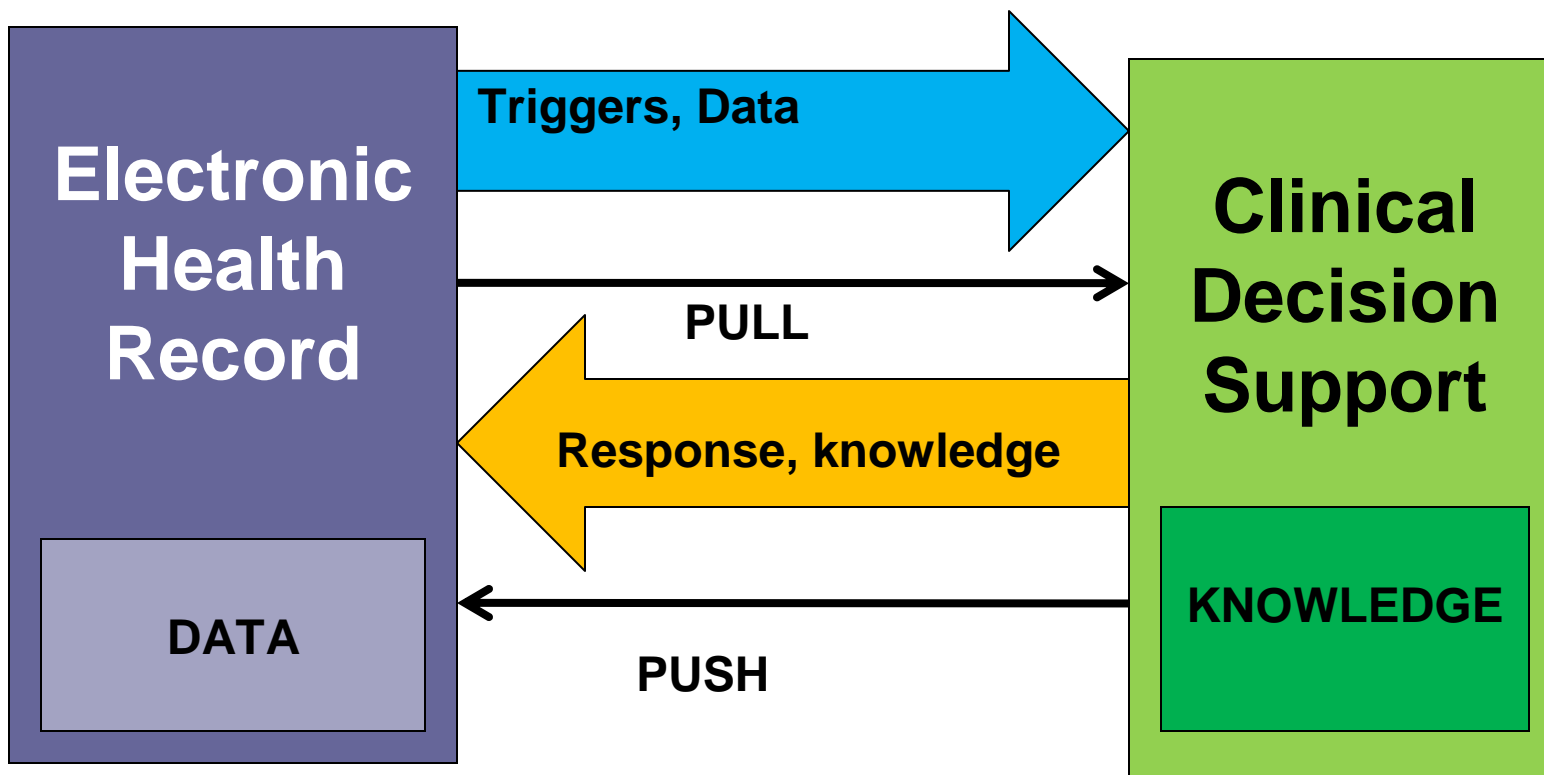 Electronic
Health
Record
DATA
Triggers, Data
PULL
Response, knowledge
PUSH
Clinical
Decision
Support
KNOWLEDGE